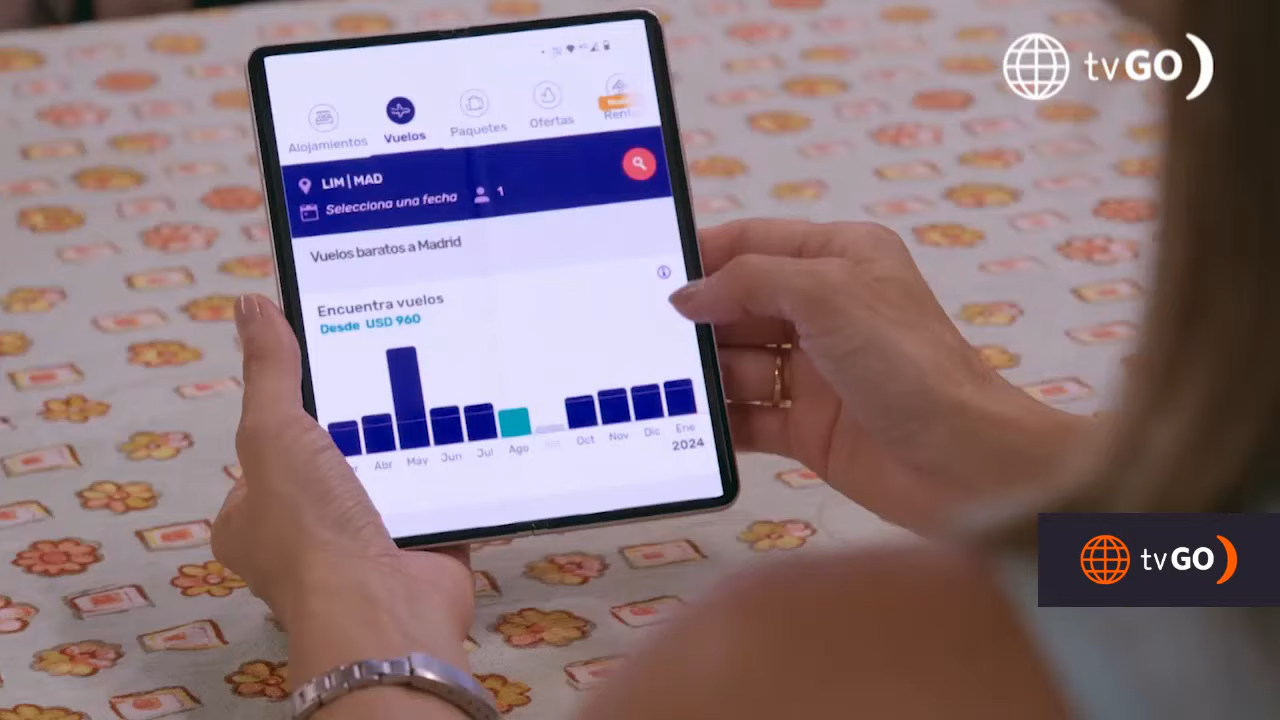 tvGO
Alojamientos
Vuelos
Paquetes
Ofertas
LIM | MAD
Selecciona una fecha
1
Vuelos baratos a Madrid
Encuentra vuelos
Desde USD 960
Abr
May
Jun
Jul
Ago
Oct
Nov
Dic
Ene
2024
tvGO